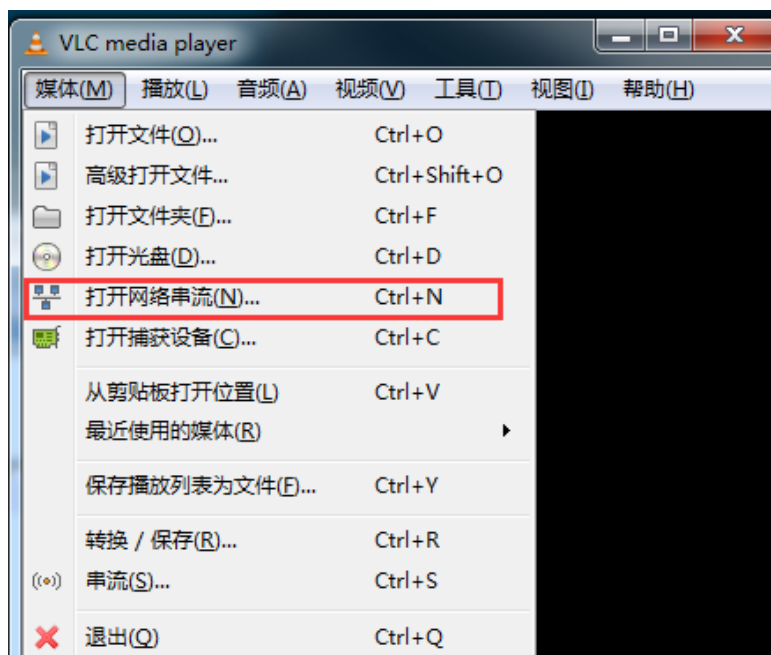 VLC media player
媒体(M) 播放(L) 音频(A) 视频(V) 工具(T) 视图(I) 帮助(H)
打开文件(O)... Ctrl+O
高级打开文件... Ctrl+Shift+O
打开文件夹(F)... Ctrl+F
打开光盘(D)... Ctrl+D
打开网络串流(N)... Ctrl+N
打开捕获设备(C)... Ctrl+C
从剪贴板打开位置(L) Ctrl+V
最近使用的媒体(R)
保存播放列表为文件(F)... Ctrl+Y
转换 / 保存(R)... Ctrl+R
串流(S)... Ctrl+S
退出(Q) Ctrl+Q